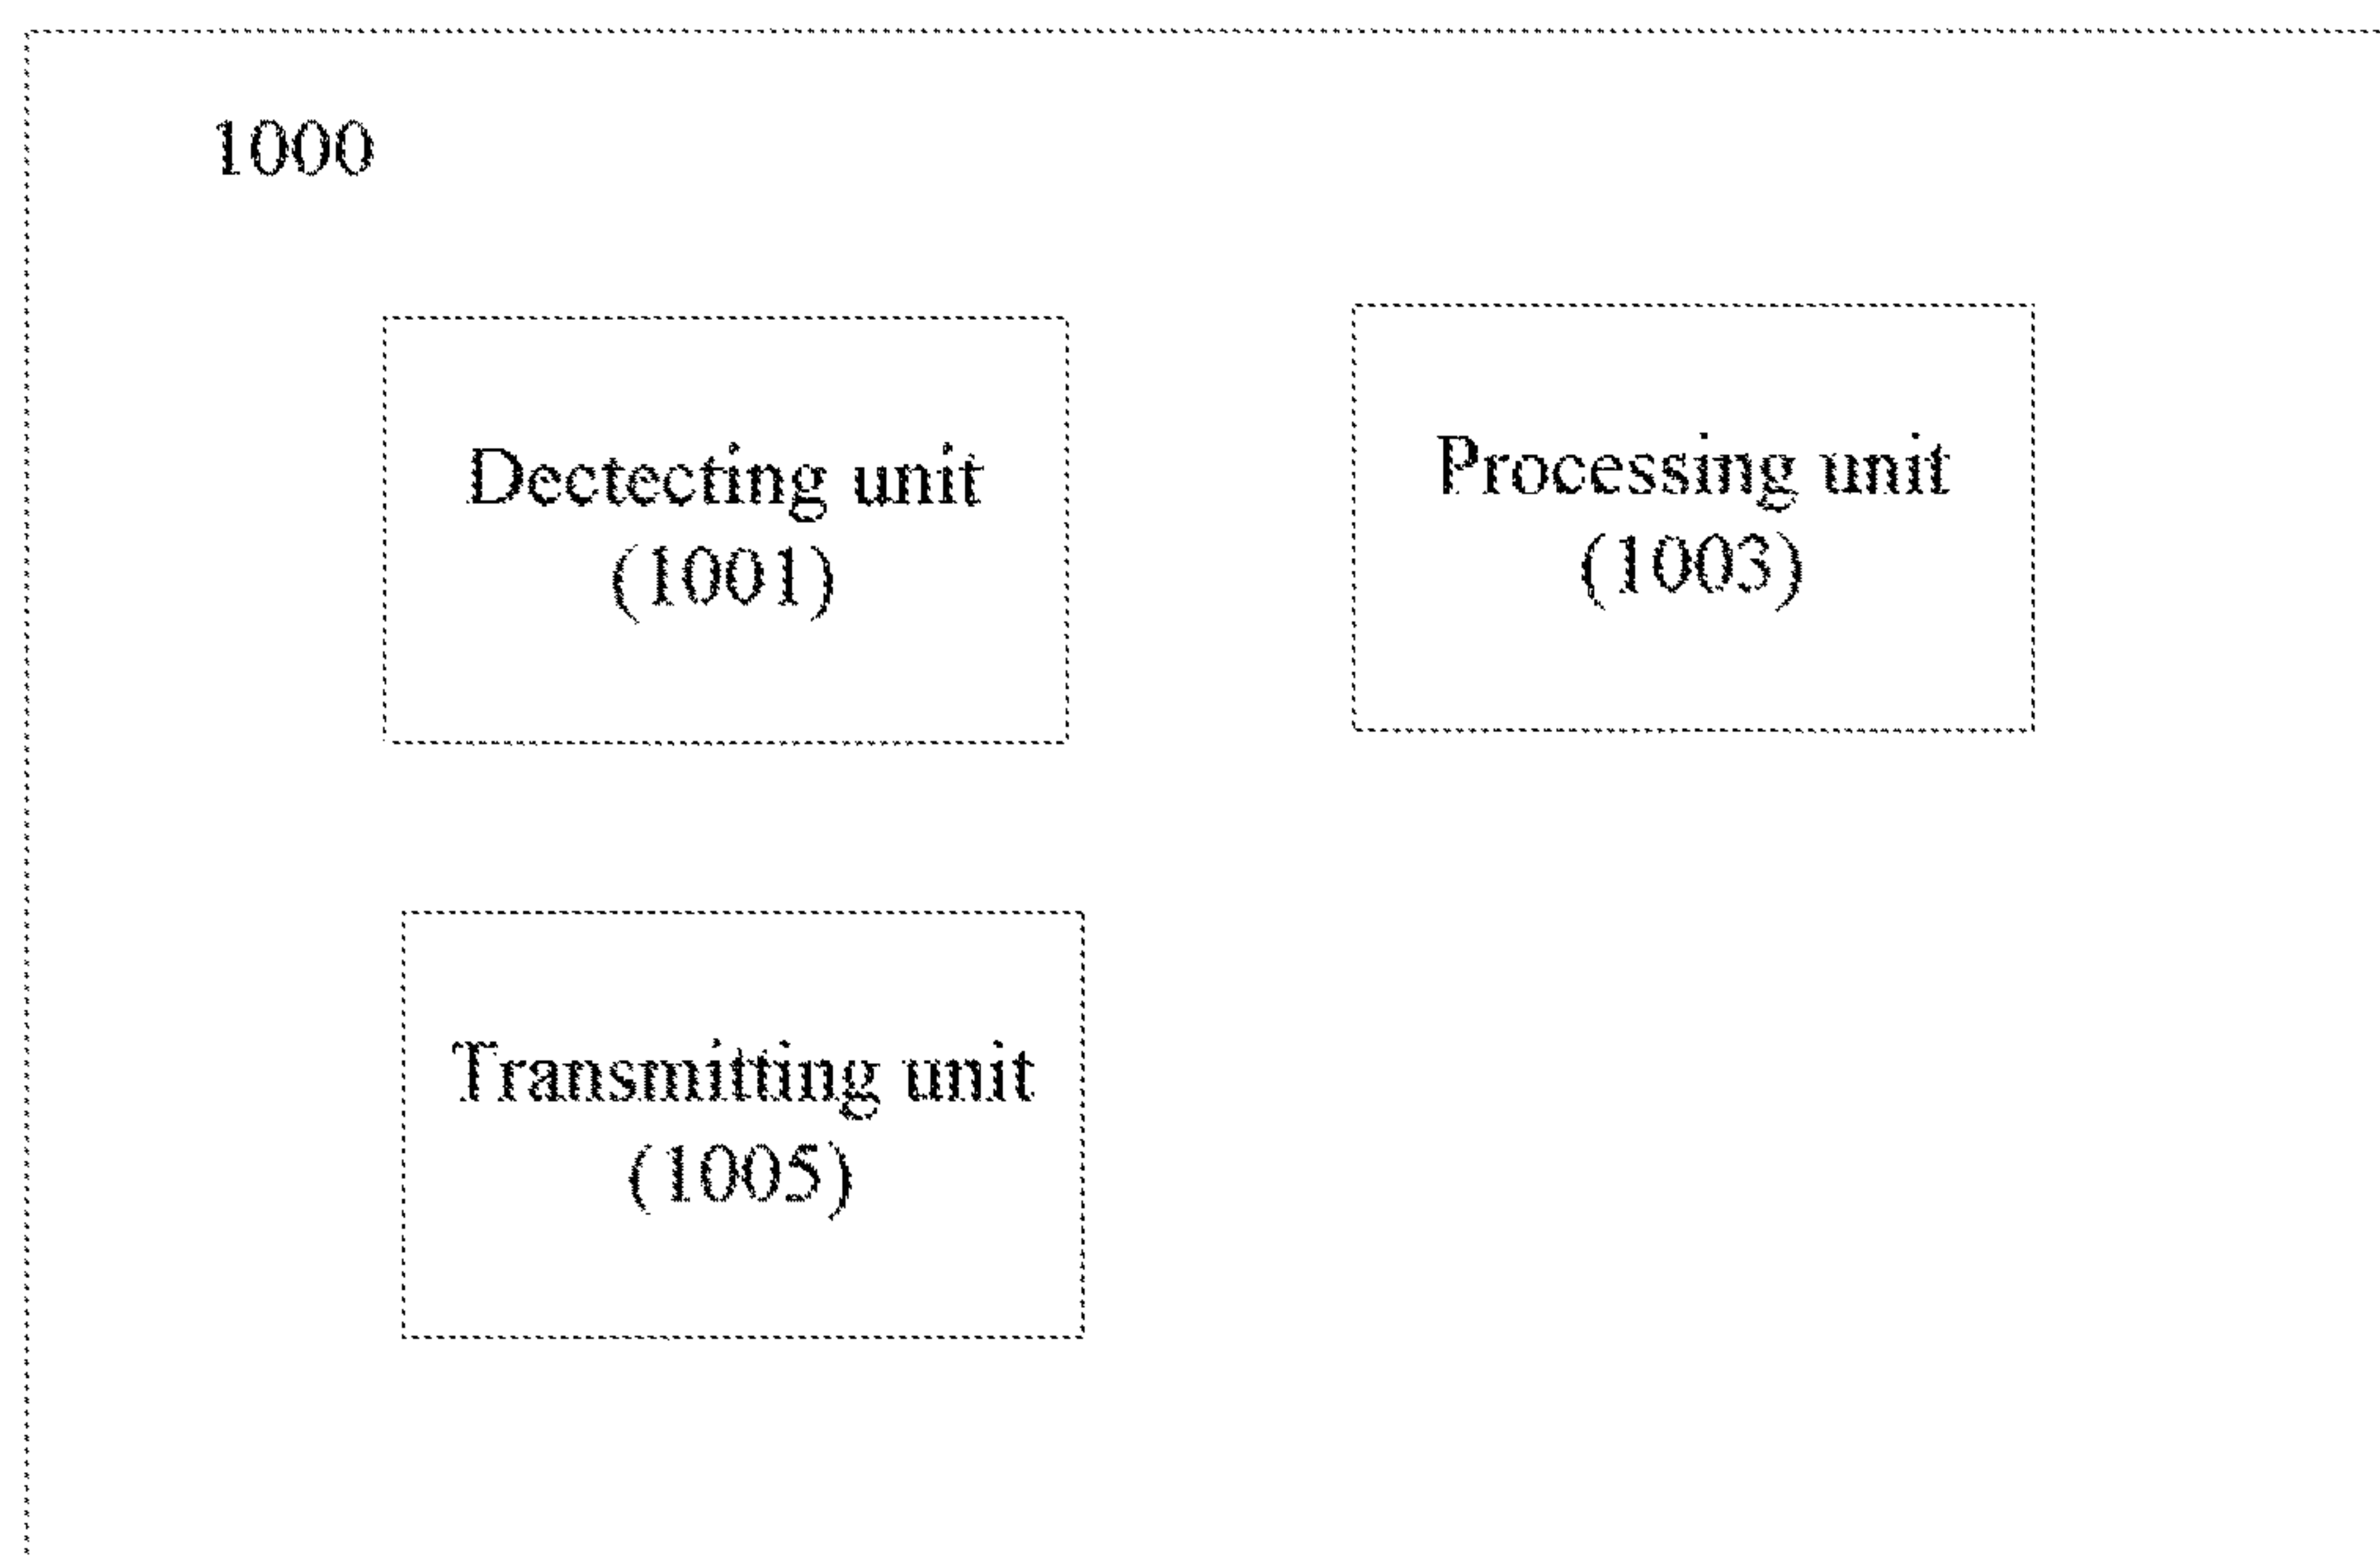 1000
Dectecting unit
(1001)
Processing unit
(1003)
Transmitting unit
(1005)